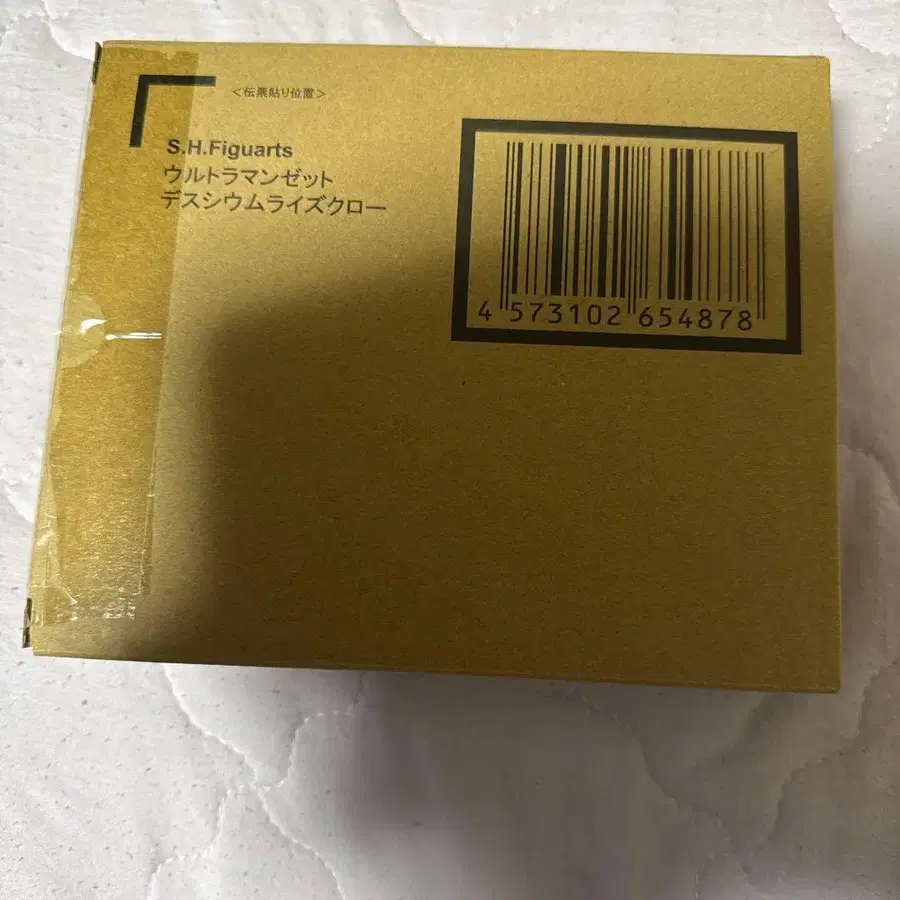 ＜伝票貼り位置＞
S.H.Figuarts
ウルトラマンゼット
デスシウムライズクロー
4 573102 654878